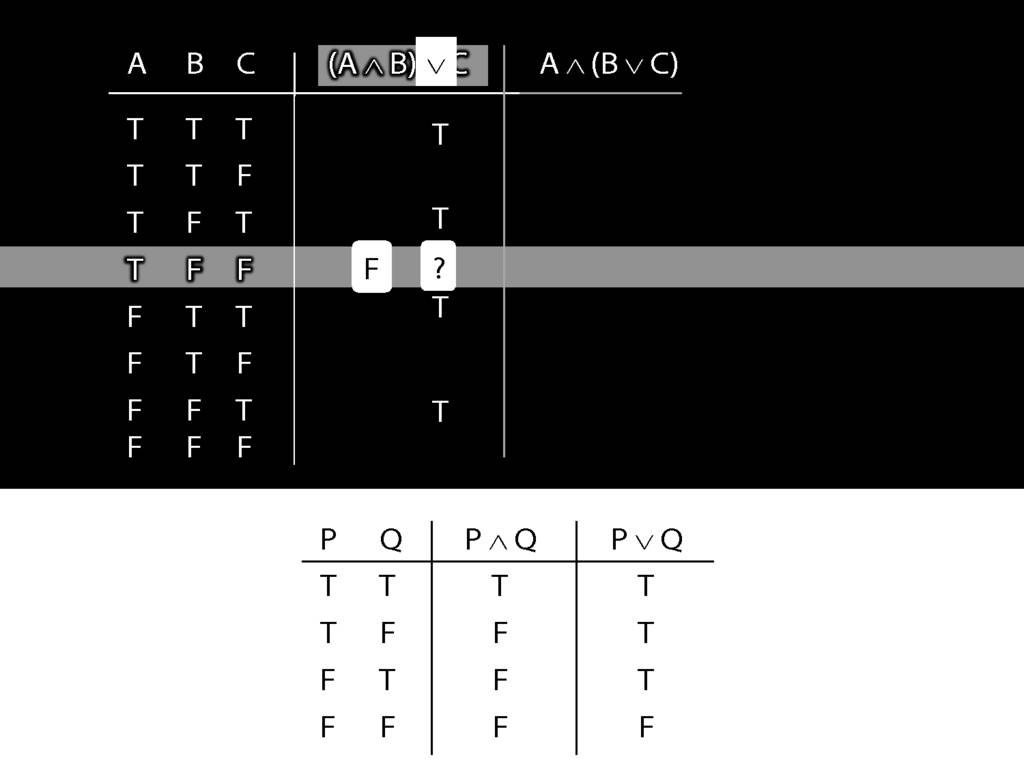 A B C (A ∧ B) ∨ C A ∧ (B ∨ C)
T T T T
T T F
T F T T
T F F F ?
F T T T
F T F
F F T T
F F F
P Q P ∧ Q P ∨ Q
T T T T
T F F T
F T F T
F F F F